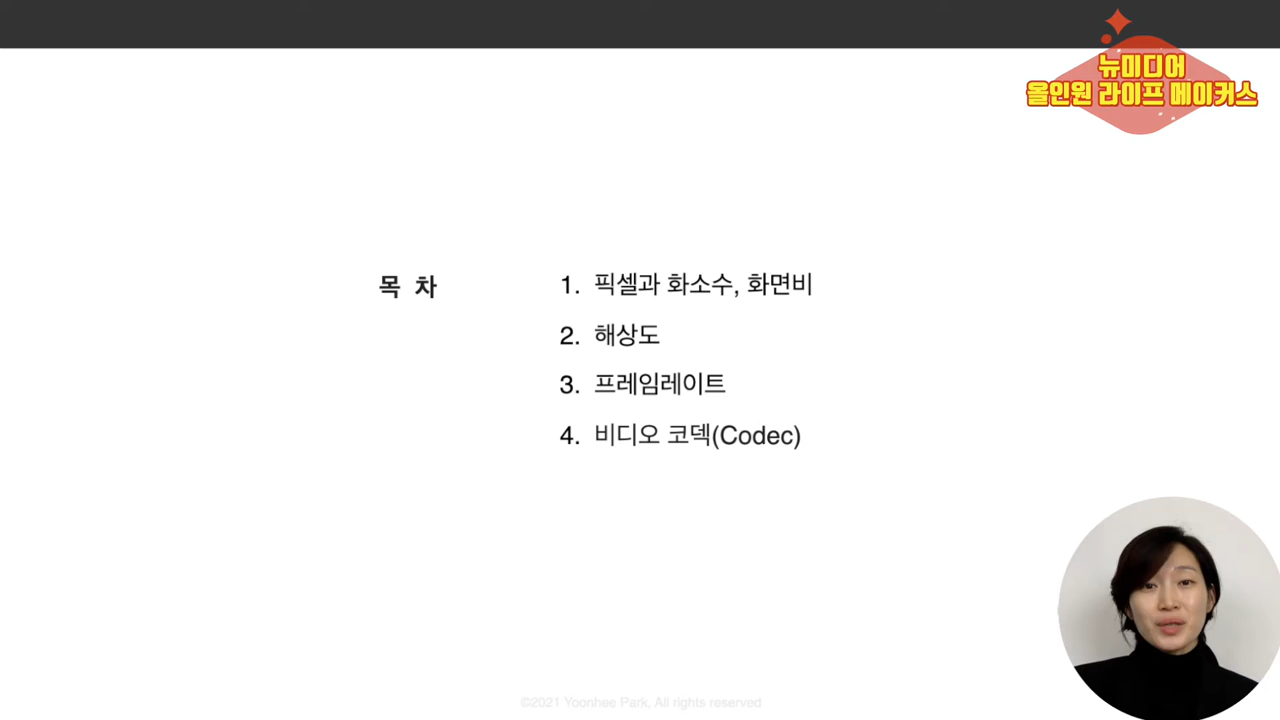 뉴미디어
올인원 라이프 메이커스
목 차
1. 픽셀과 화소수, 화면비
2. 해상도
3. 프레임레이트
4. 비디오 코덱(Codec)
©2021 Yoonhee Park, All rights reserved